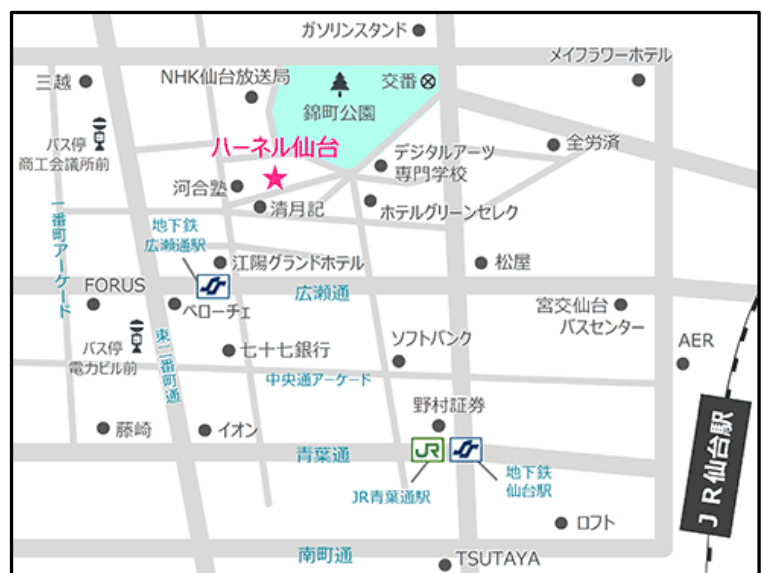 ガソリンスタンド
メイフラワーホテル
三越
NHK仙台放送局
交番
錦町公園
バス停
商工会議所前
ハーネル仙台
デジタルアーツ
専門学校
全労済
河合塾
清月記
ホテルグリーンセレク
一番町アーケード
地下鉄
広瀬通駅
江陽グランドホテル
松屋
FORUS
広瀬通
ベローチェ
宮交仙台
バスセンター
バス停
電力ビル前
東二番町通
七十七銀行
ソフトバンク
AER
中央通アーケード
野村証券
藤崎
イオン
青葉通
JR
地下鉄
仙台駅
JR青葉通駅
JR仙台駅
ロフト
南町通
TSUTAYA